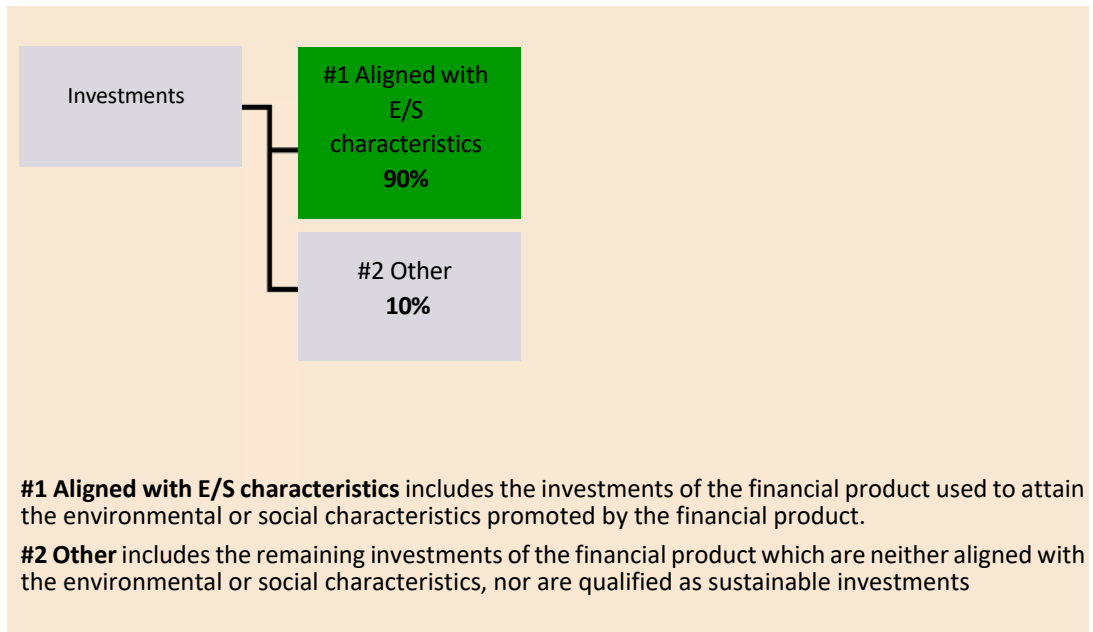 Investments
#1 Aligned with
E/S
characteristics
90%
#2 Other
10%
#1 Aligned with E/S characteristics includes the investments of the financial product used to attain
the environmental or social characteristics promoted by the financial product.
#2 Other includes the remaining investments of the financial product which are neither aligned with
the environmental or social characteristics, nor are qualified as sustainable investments